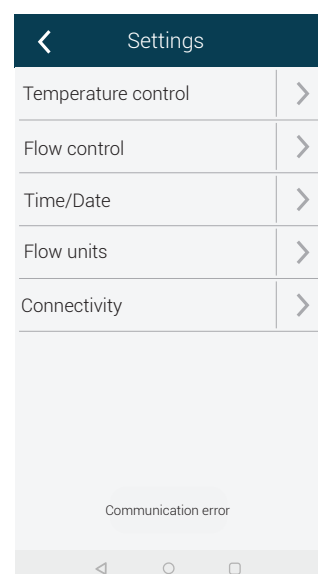 Settings
Temperature control
Flow control
Time/Date
Flow units
Connectivity
Communication error